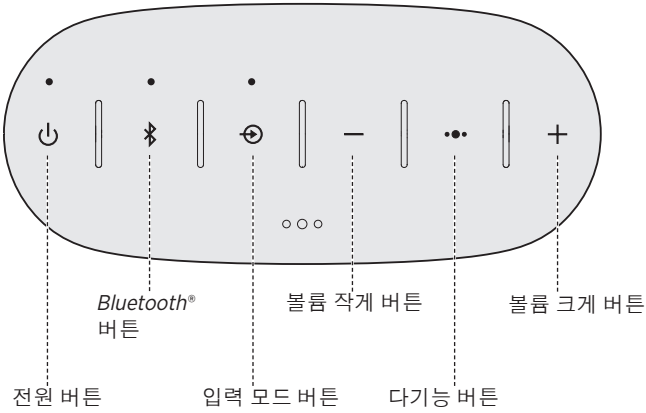 Bluetooth®
버튼
볼륨 작게 버튼
볼륨 크게 버튼
전원 버튼
입력 모드 버튼
다기능 버튼